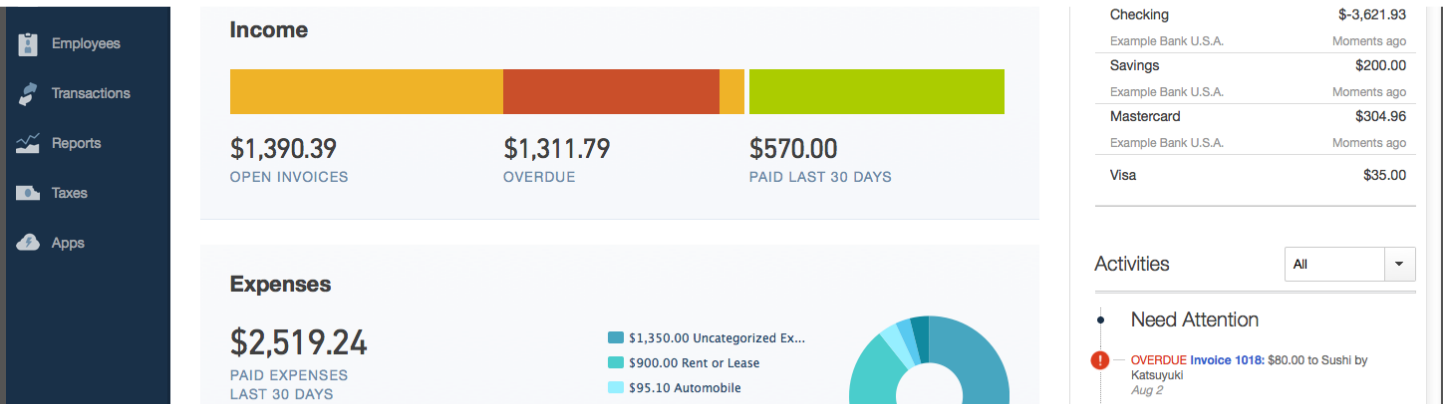 Employees
Transactions
Reports
Taxes
Apps
Income
$1,390.39
OPEN INVOICES
$1,311.79
OVERDUE
$570.00
PAID LAST 30 DAYS
Expenses
$2,519.24
PAID EXPENSES
LAST 30 DAYS
$1,350.00 Uncategorized Ex...
$900.00 Rent or Lease
$95.10 Automobile
Checking $-3,621.93
Example Bank U.S.A. Moments ago
Savings $200.00
Example Bank U.S.A. Moments ago
Mastercard $304.96
Example Bank U.S.A. Moments ago
Visa $35.00
Activities All
Need Attention
OVERDUE Invoice 1018: $80.00 to Sushi by
Katsuyuki
Aug 2